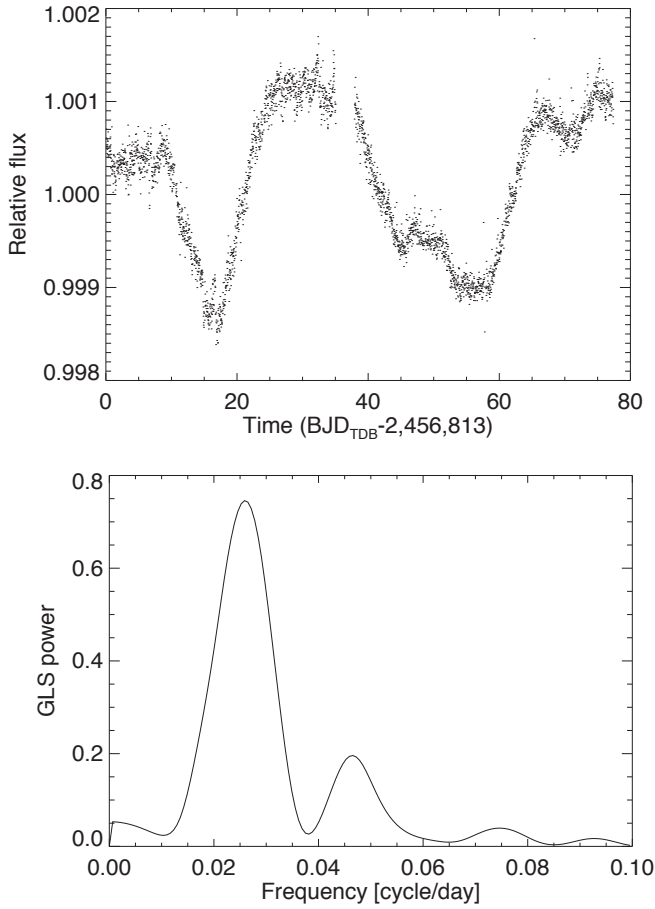 1.002
1.001
1.000
0.999
0.998
Relative flux
0 20 40 60 80
Time (BJD_TDB-2,456,813)
0.8
0.6
0.4
0.2
0.0
GLS power
0.00 0.02 0.04 0.06 0.08 0.10
Frequency [cycle/day]